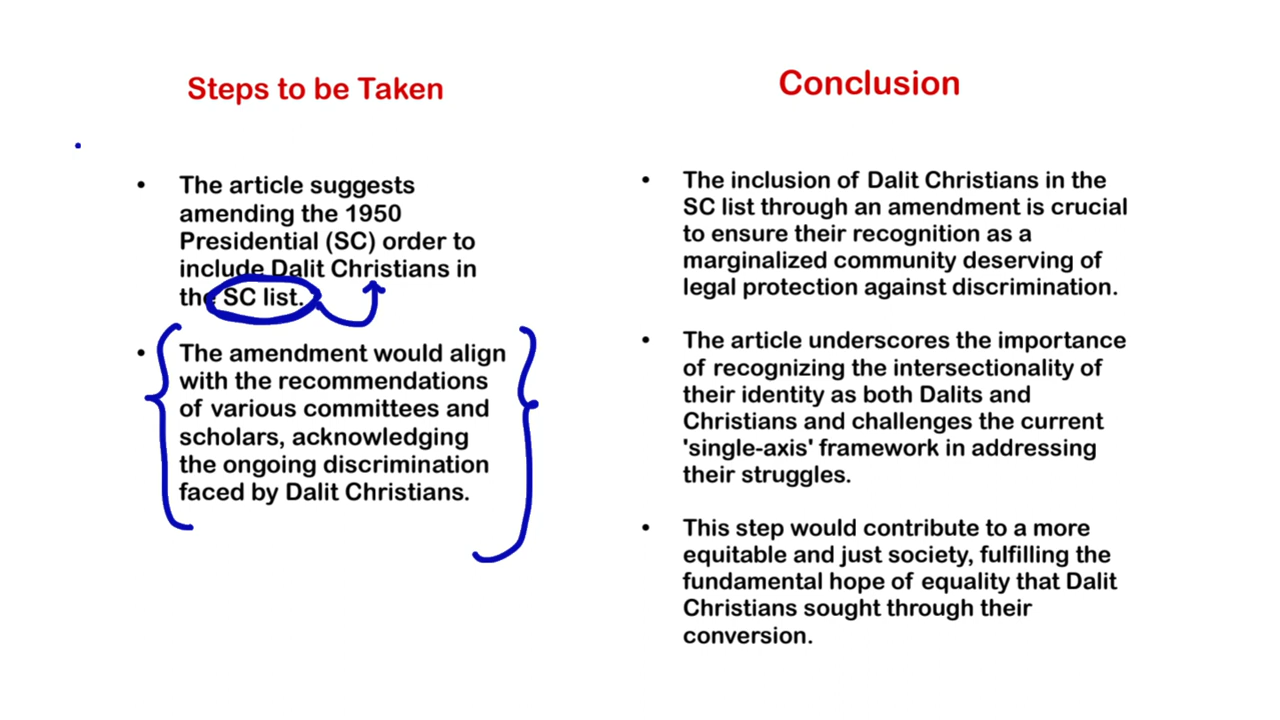 Steps to be Taken
• The article suggests
amending the 1950
Presidential (SC) order to
include Dalit Christians in
the SC list.
• The amendment would align
with the recommendations
of various committees and
scholars, acknowledging
the ongoing discrimination
faced by Dalit Christians.
Conclusion
• The inclusion of Dalit Christians in the
SC list through an amendment is crucial
to ensure their recognition as a
marginalized community deserving of
legal protection against discrimination.
• The article underscores the importance
of recognizing the intersectionality of
their identity as both Dalits and
Christians and challenges the current
'single-axis' framework in addressing
their struggles.
• This step would contribute to a more
equitable and just society, fulfilling the
fundamental hope of equality that Dalit
Christians sought through their
conversion.